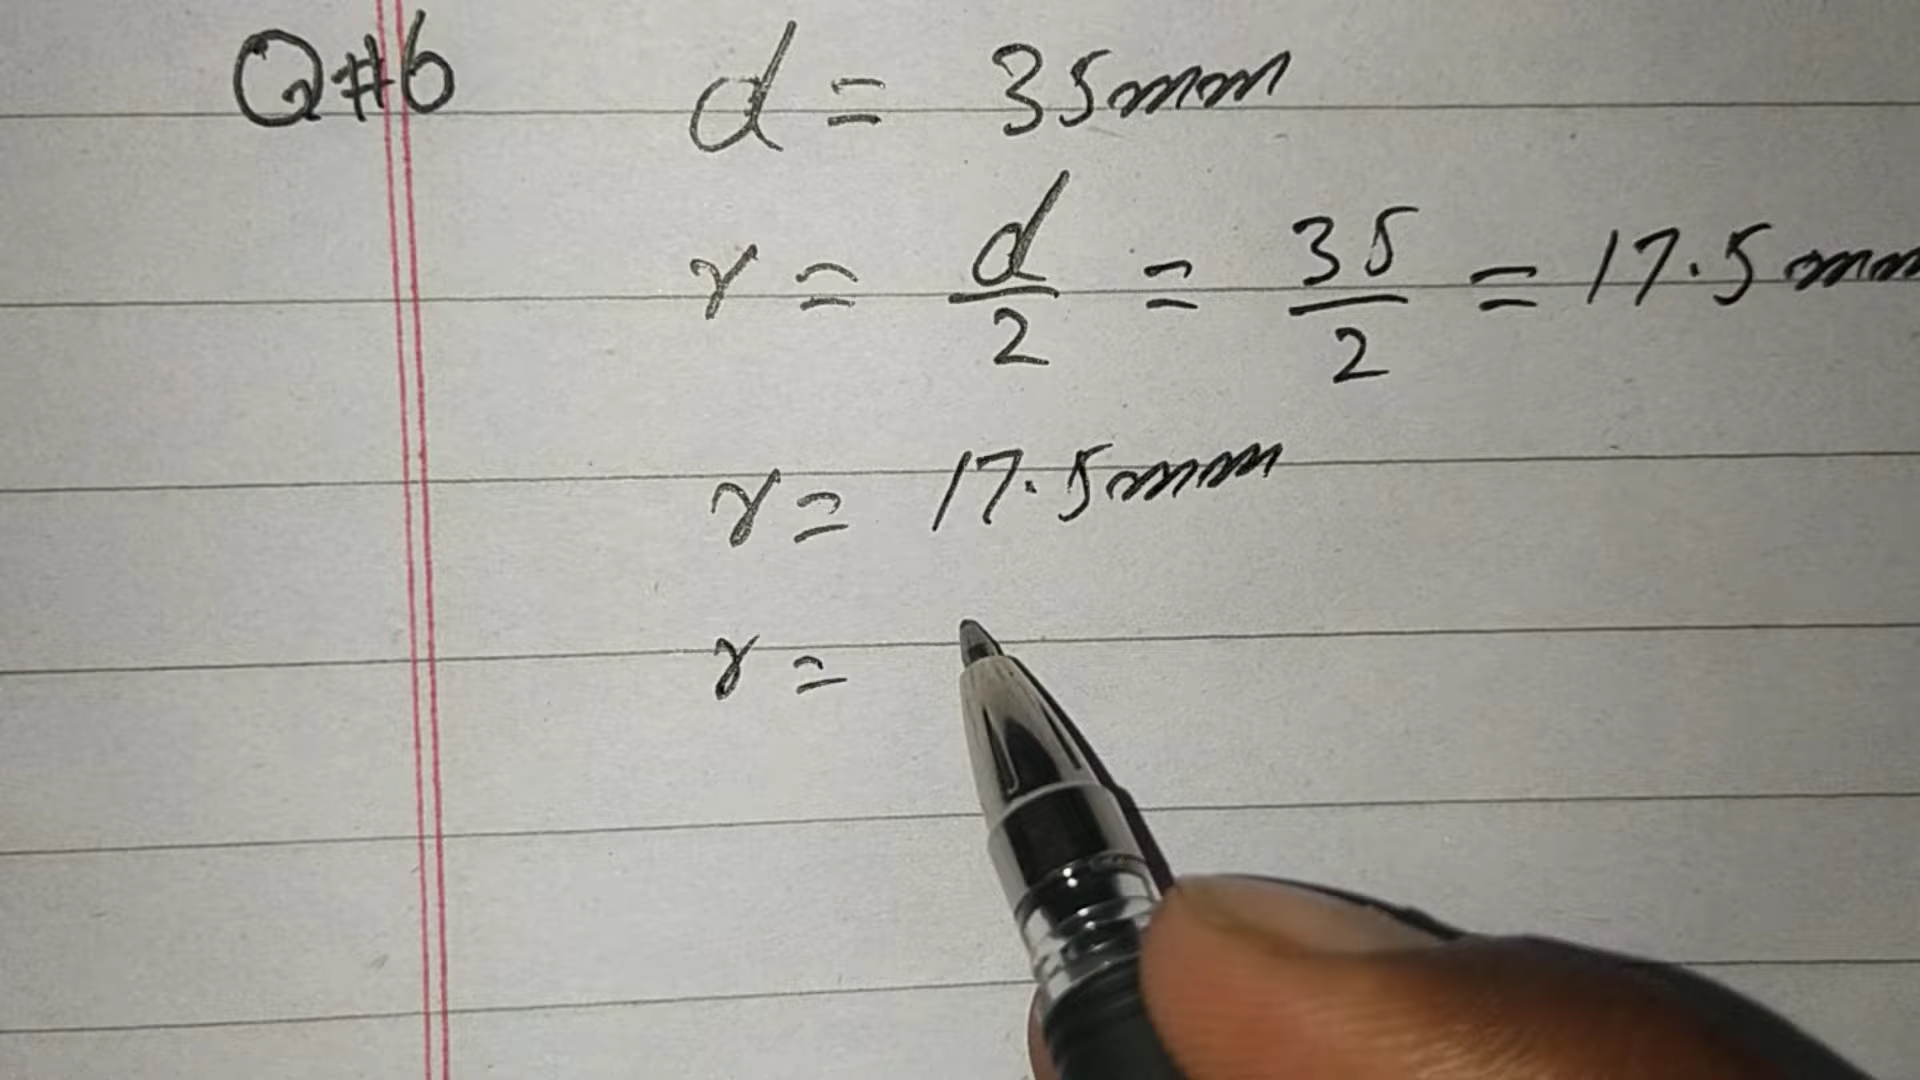 Q#6 d = 35mm
r = d/2 = 35/2 = 17.5mm
r = 17.5mm
r =